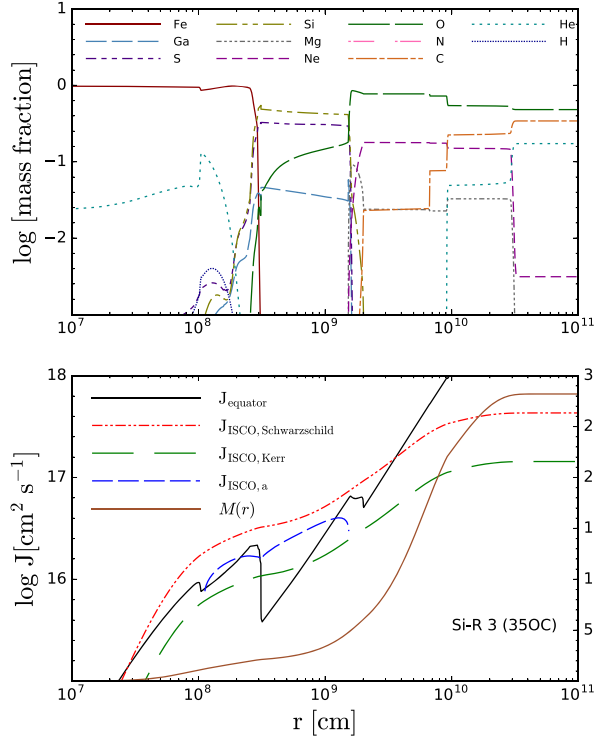 Fe Si O He
Ga Mg N H
S Ne C
log [mass fraction]
1
0
−1
−2
10^7 10^8 10^9 10^10 10^11
J_equator
J_ISCO,Schwarzschild
J_ISCO,Kerr
J_ISCO,a
M(r)
Si-R 3 (35OC)
log J[cm^2 s^−1]
18
17
16
3
2
2
1
1
5
10^7 10^8 10^9 10^10 10^11
r [cm]